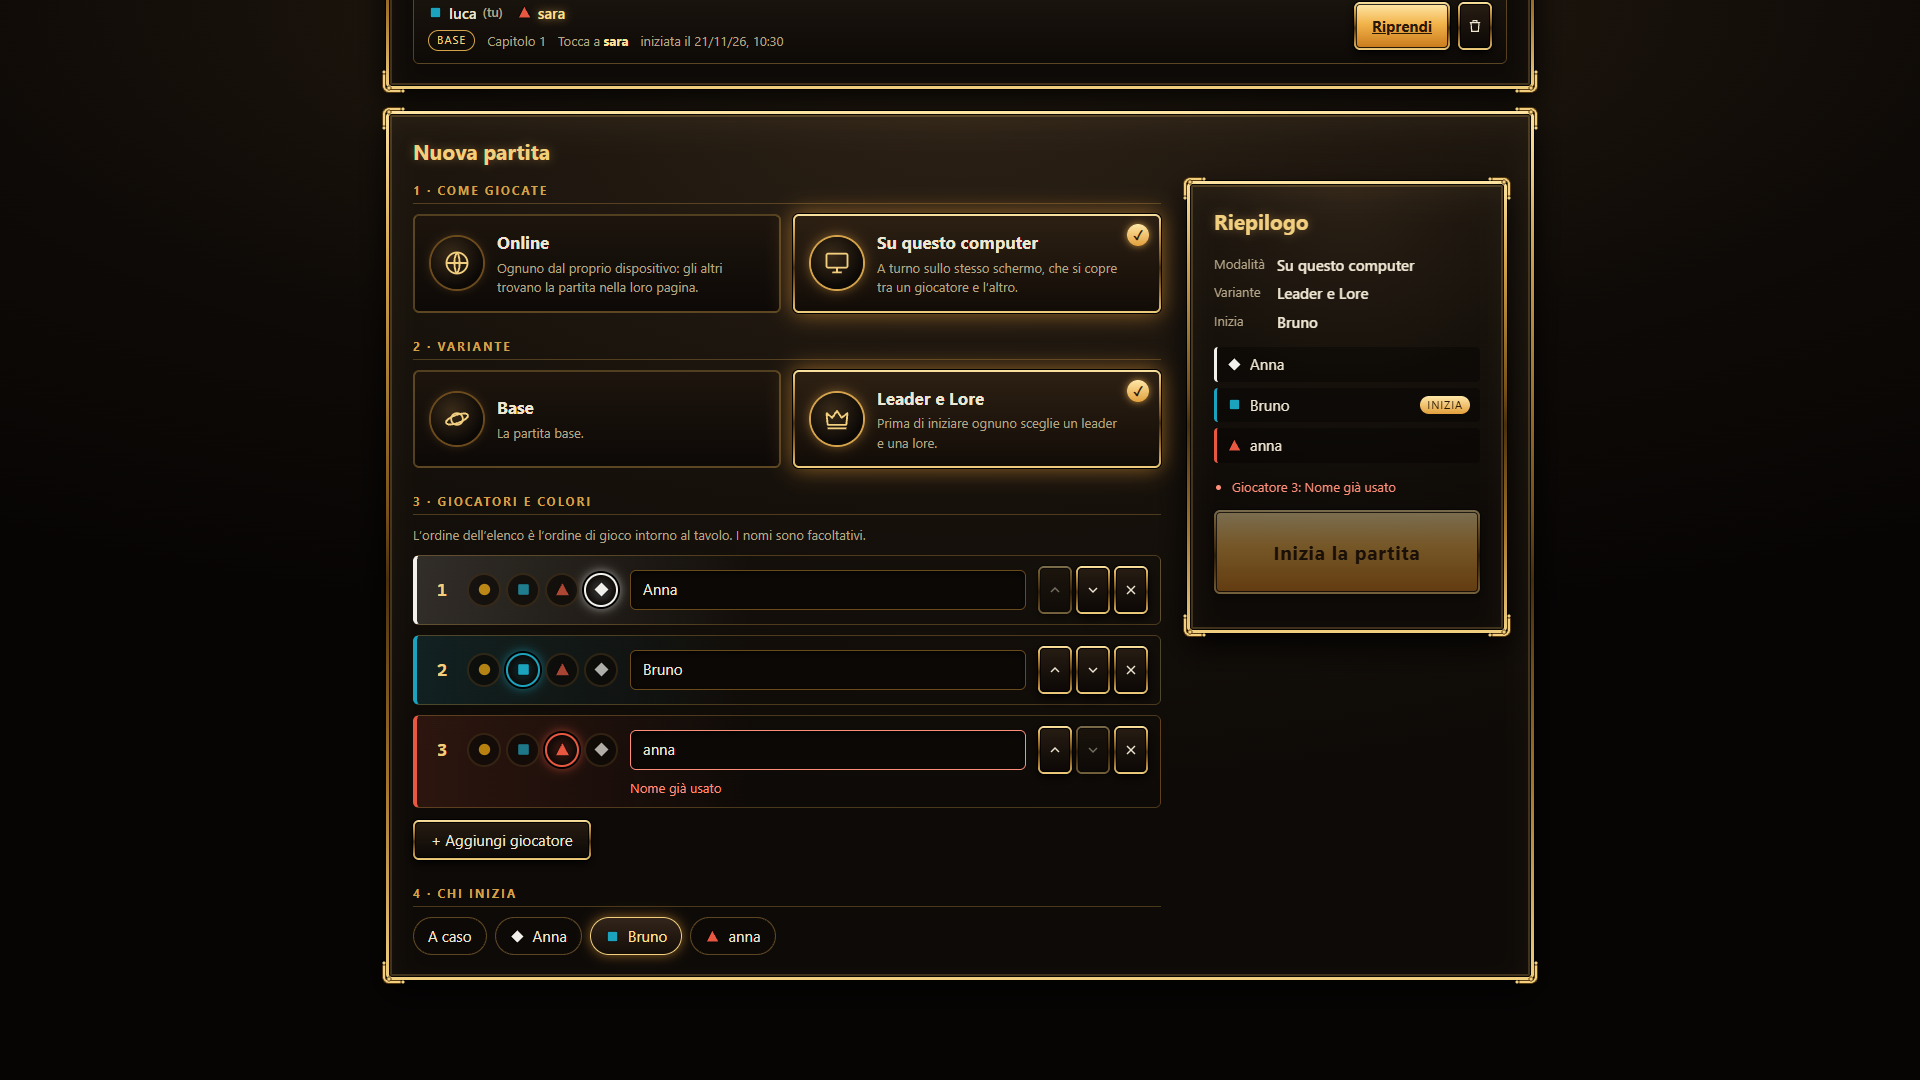 luca (tu) sara
BASE Capitolo 1 Tocca a sara iniziata il 21/11/26, 10:30
Riprendi
Nuova partita
1 · COME GIOCATE
Online
Ognuno dal proprio dispositivo: gli altri
trovano la partita nella loro pagina.
Su questo computer
A turno sullo stesso schermo, che si copre
tra un giocatore e l'altro.
2 · VARIANTE
Base
La partita base.
Leader e Lore
Prima di iniziare ognuno sceglie un leader
e una lore.
3 · GIOCATORI E COLORI
L'ordine dell'elenco è l'ordine di gioco intorno al tavolo. I nomi sono facoltativi.
1 Anna
2 Bruno
3 anna
Nome già usato
+ Aggiungi giocatore
4 · CHI INIZIA
A caso Anna Bruno anna
Riepilogo
Modalità Su questo computer
Variante Leader e Lore
Inizia Bruno
Anna
Bruno INIZIA
anna
• Giocatore 3: Nome già usato
Inizia la partita